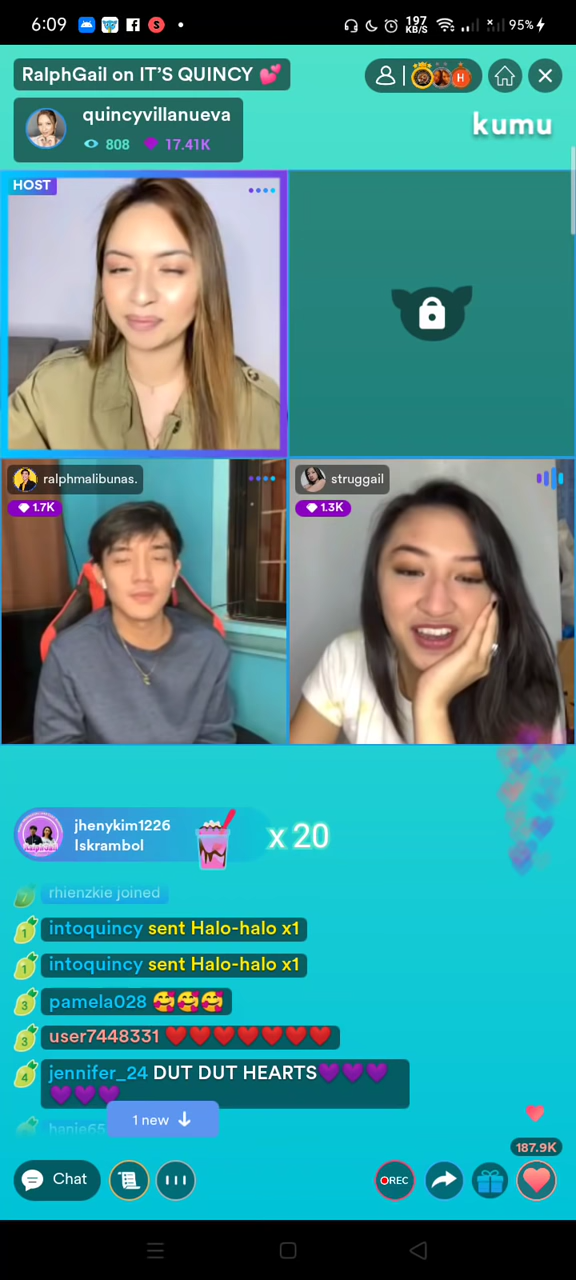 6:09
S
197
KB/S
95%
RalphGail on IT'S QUINCY 💕
H
quincyvillanueva
808
17.41K
kumu
HOST
ralphmalibunas.
1.7K
struggail
1.3K
jhenykim1226
Iskrambol
x 20
7 rhienzkie joined
1 intoquincy sent Halo-halo x1
1 intoquincy sent Halo-halo x1
3 pamela028 🥰🥰🥰
3 user7448331 ❤️❤️❤️❤️❤️❤️❤️
4 jennifer_24 DUT DUT HEARTS💜💜💜
💜💜💜
hanie65
1 new
187.9K
Chat
REC